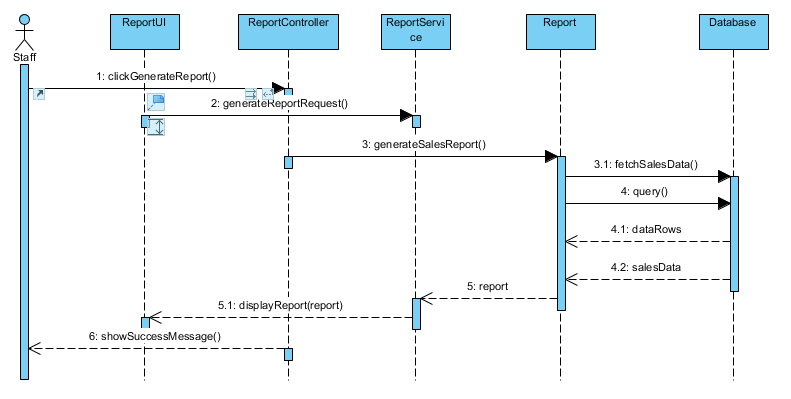 ReportUI
ReportController
ReportServi
ce
Report
Database
Staff
1: clickGenerateReport()
2: generateReportRequest()
3: generateSalesReport()
3.1: fetchSalesData()
4: query()
4.1: dataRows
4.2: salesData
5: report
5.1: displayReport(report)
6: showSuccessMessage()